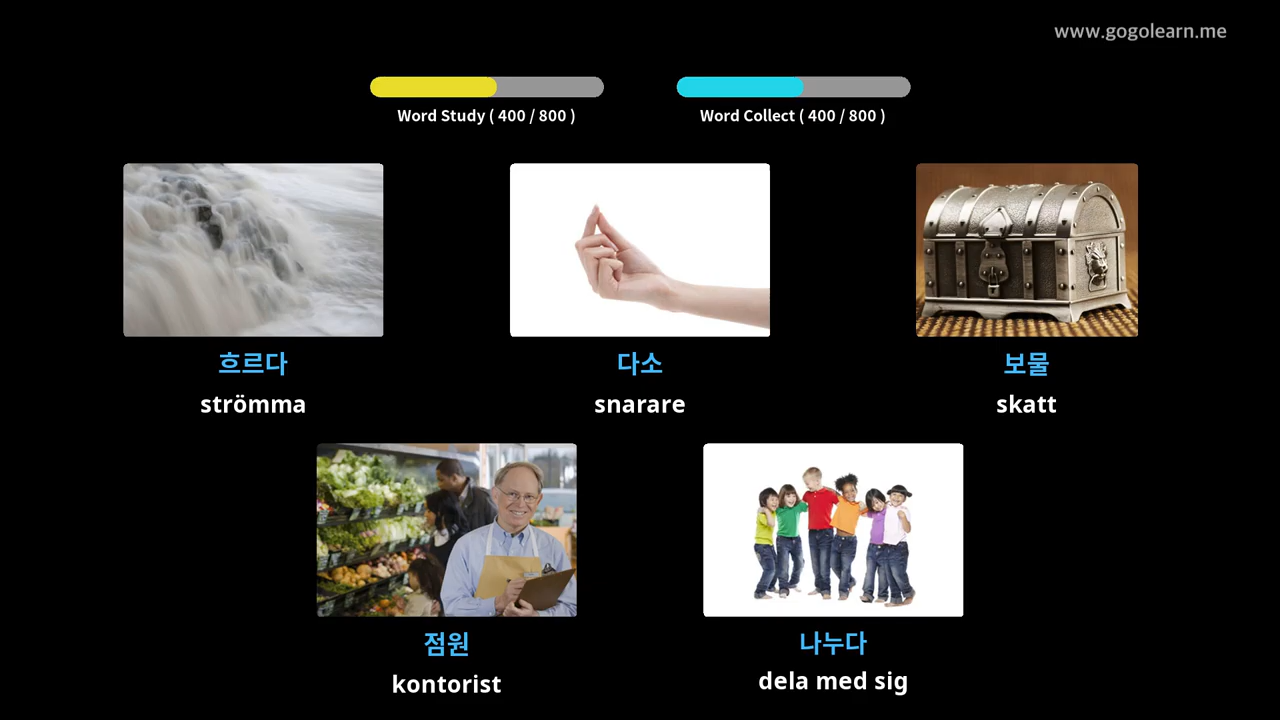 www.gogolearn.me
Word Study ( 400 / 800 )
Word Collect ( 400 / 800 )
흐르다
다소
보물
strömma
snarare
skatt
점원
나누다
kontorist
dela med sig